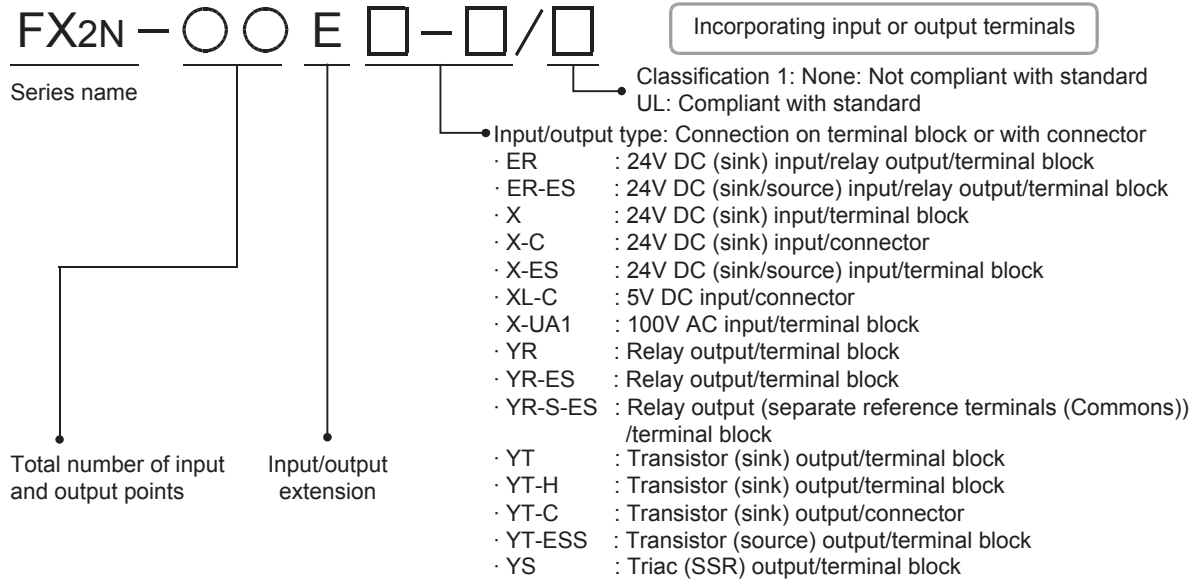 FX2N – ○ ○ E □ – □ / □
Incorporating input or output terminals
Series name
Classification 1: None: Not compliant with standard
UL: Compliant with standard
Input/output type: Connection on terminal block or with connector
· ER : 24V DC (sink) input/relay output/terminal block
· ER-ES : 24V DC (sink/source) input/relay output/terminal block
· X : 24V DC (sink) input/terminal block
· X-C : 24V DC (sink) input/connector
· X-ES : 24V DC (sink/source) input/terminal block
· XL-C : 5V DC input/connector
· X-UA1 : 100V AC input/terminal block
· YR : Relay output/terminal block
· YR-ES : Relay output/terminal block
· YR-S-ES : Relay output (separate reference terminals (Commons))
/terminal block
· YT : Transistor (sink) output/terminal block
· YT-H : Transistor (sink) output/terminal block
· YT-C : Transistor (sink) output/connector
· YT-ESS : Transistor (source) output/terminal block
· YS : Triac (SSR) output/terminal block
Total number of input
and output points
Input/output
extension